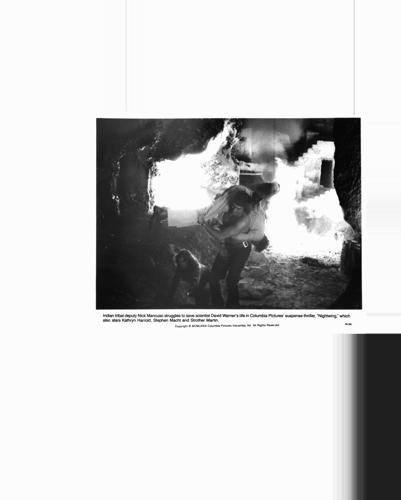 Indian tribal deputy Nick Mancuso struggles to save scientist David Warner's life in Columbia Pictures' suspense thriller, "Nightwing," which
also stars Kathryn Harrold, Stephen Macht and Strother Martin.
Copyright © MCMLXXIX Columbia Pictures Industries, Inc. All Rights Reserved